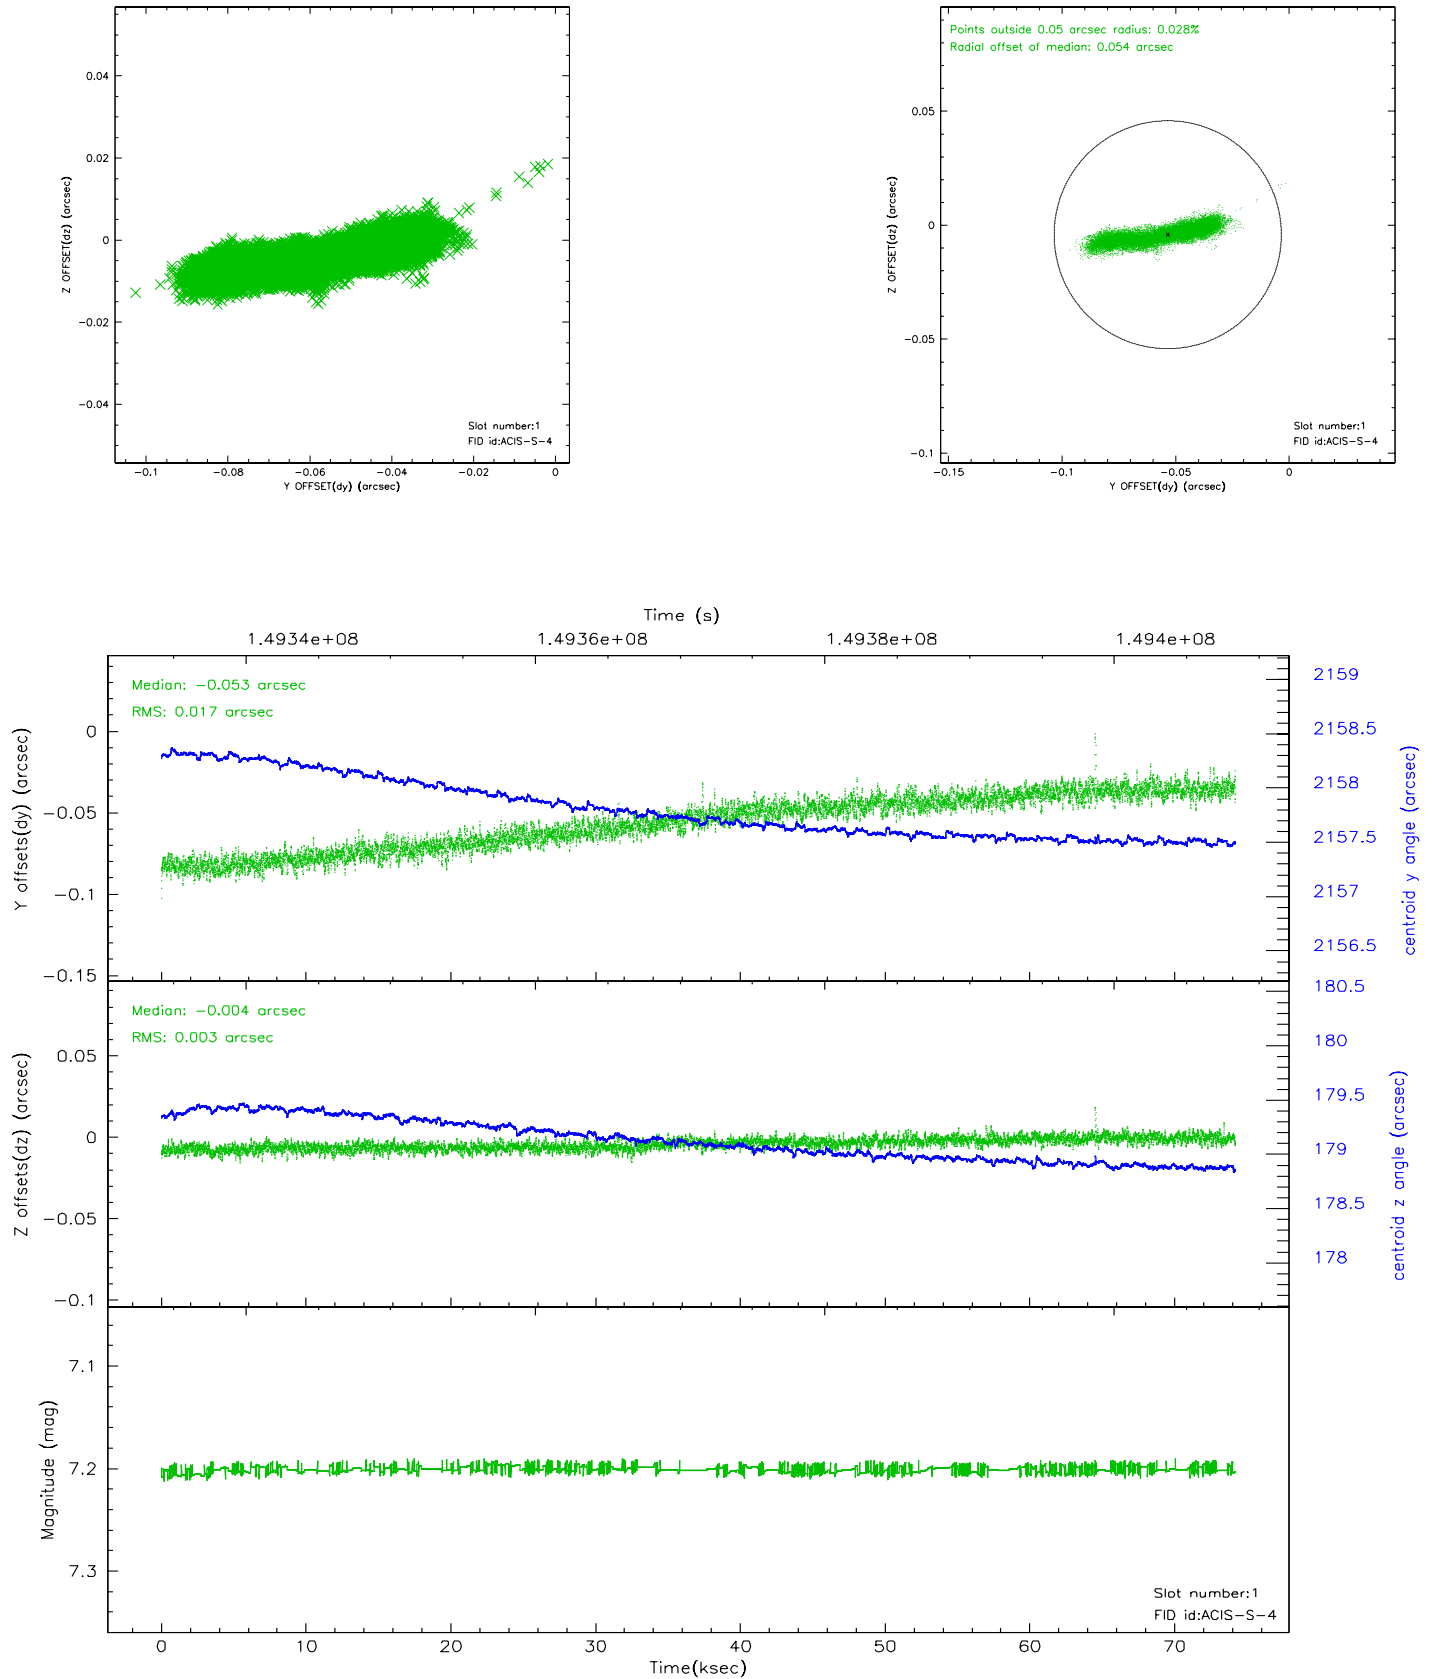 0.04
0.02
0
−0.02
−0.04
Z OFFSET(dz) (arcsec)
Slot number:1
FID id:ACIS−S−4
−0.1
−0.08
−0.06
−0.04
−0.02
0
Y OFFSET(dy) (arcsec)
Points outside 0.05 arcsec radius: 0.028%
Radial offset of median: 0.054 arcsec
0.05
0
−0.05
−0.1
Z OFFSET(dz) (arcsec)
Slot number:1
FID id:ACIS−S−4
−0.15
−0.1
−0.05
0
Y OFFSET(dy) (arcsec)
Time (s)
1.4934e+08
1.4936e+08
1.4938e+08
1.494e+08
Median: −0.053 arcsec
RMS: 0.017 arcsec
0
−0.05
−0.1
−0.15
Y offsets(dy) (arcsec)
2159
2158.5
2158
2157.5
2157
2156.5
centroid y angle (arcsec)
Median: −0.004 arcsec
RMS: 0.003 arcsec
0.05
0
−0.05
−0.1
Z offsets(dz) (arcsec)
180.5
180
179.5
179
178.5
178
centroid z angle (arcsec)
7.1
7.2
7.3
Magnitude (mag)
Slot number:1
FID id:ACIS−S−4
0
10
20
30
40
50
60
70
Time(ksec)